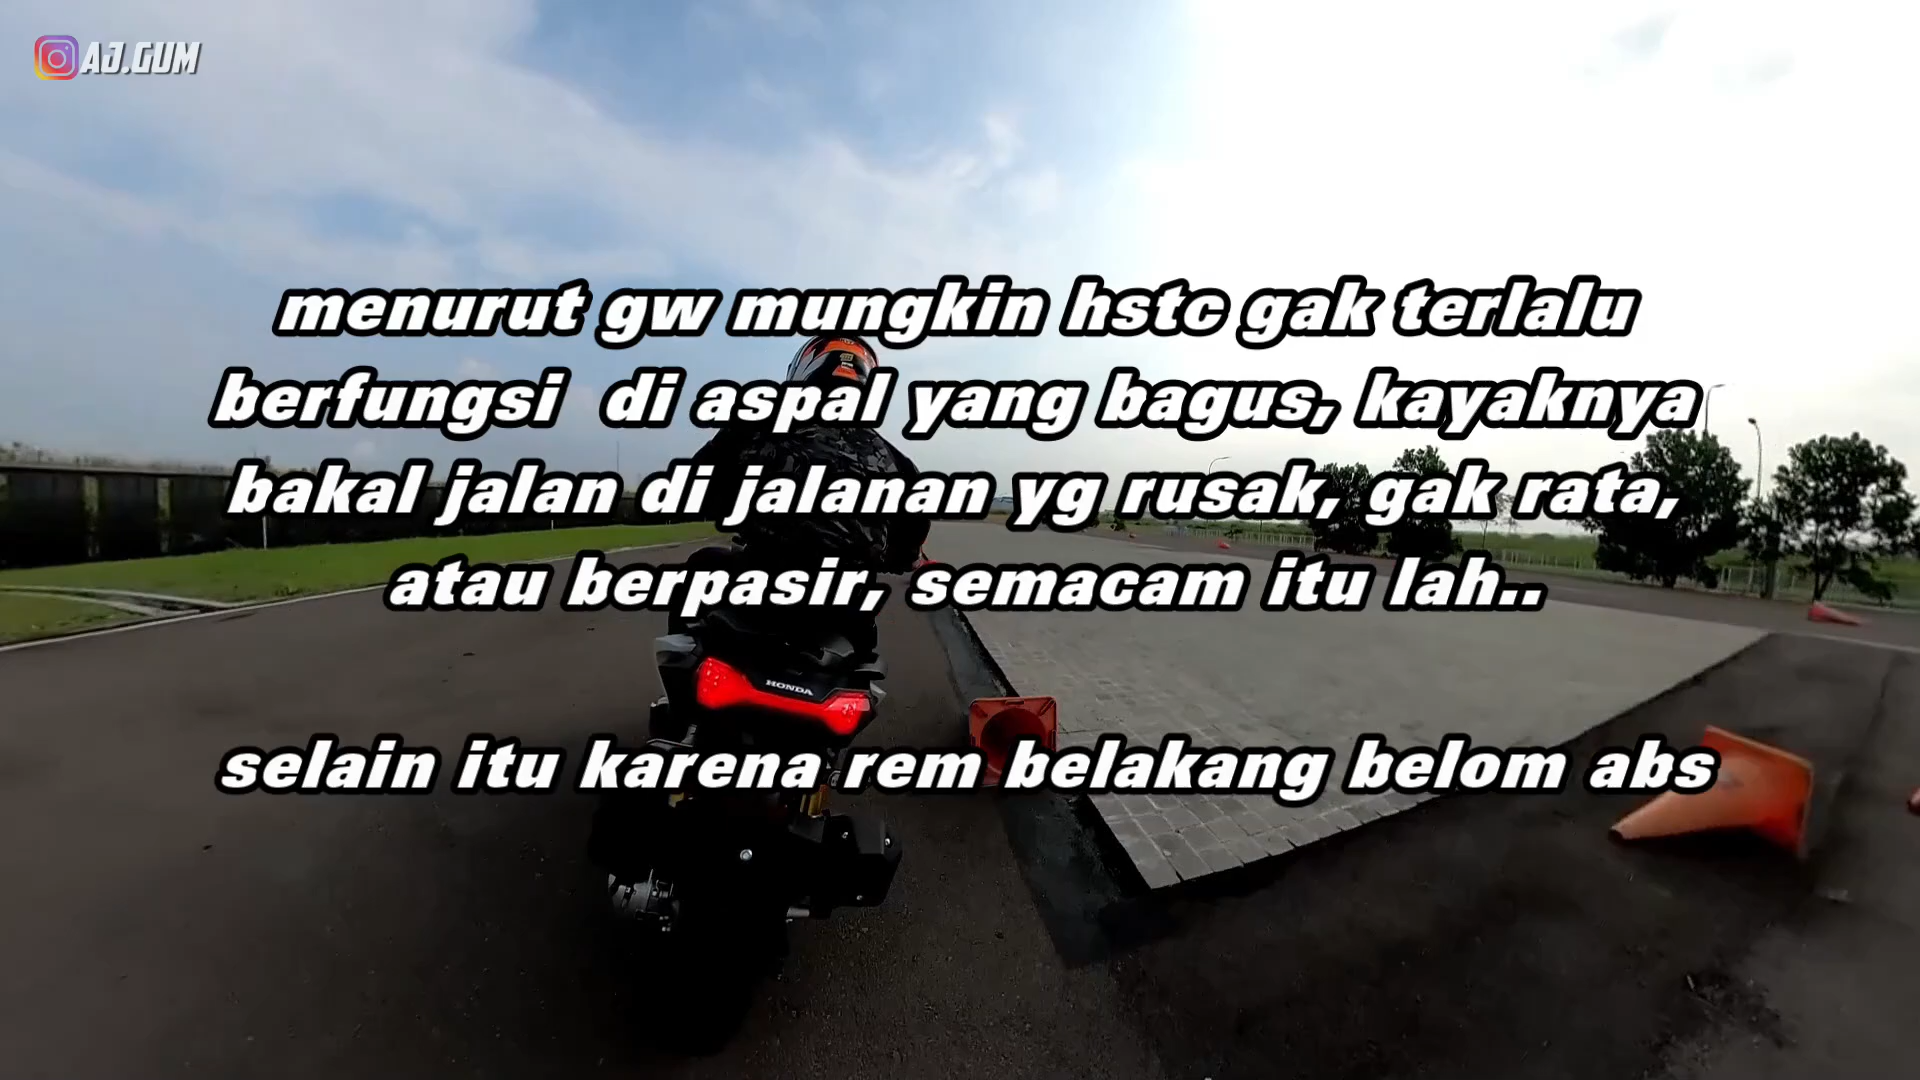 AJ.GUM
menurut gw mungkin hstc gak terlalu
berfungsi di aspal yang bagus, kayaknya
bakal jalan di jalanan yg rusak, gak rata,
atau berpasir, semacam itu lah..
HONDA
selain itu karena rem belakang belom abs